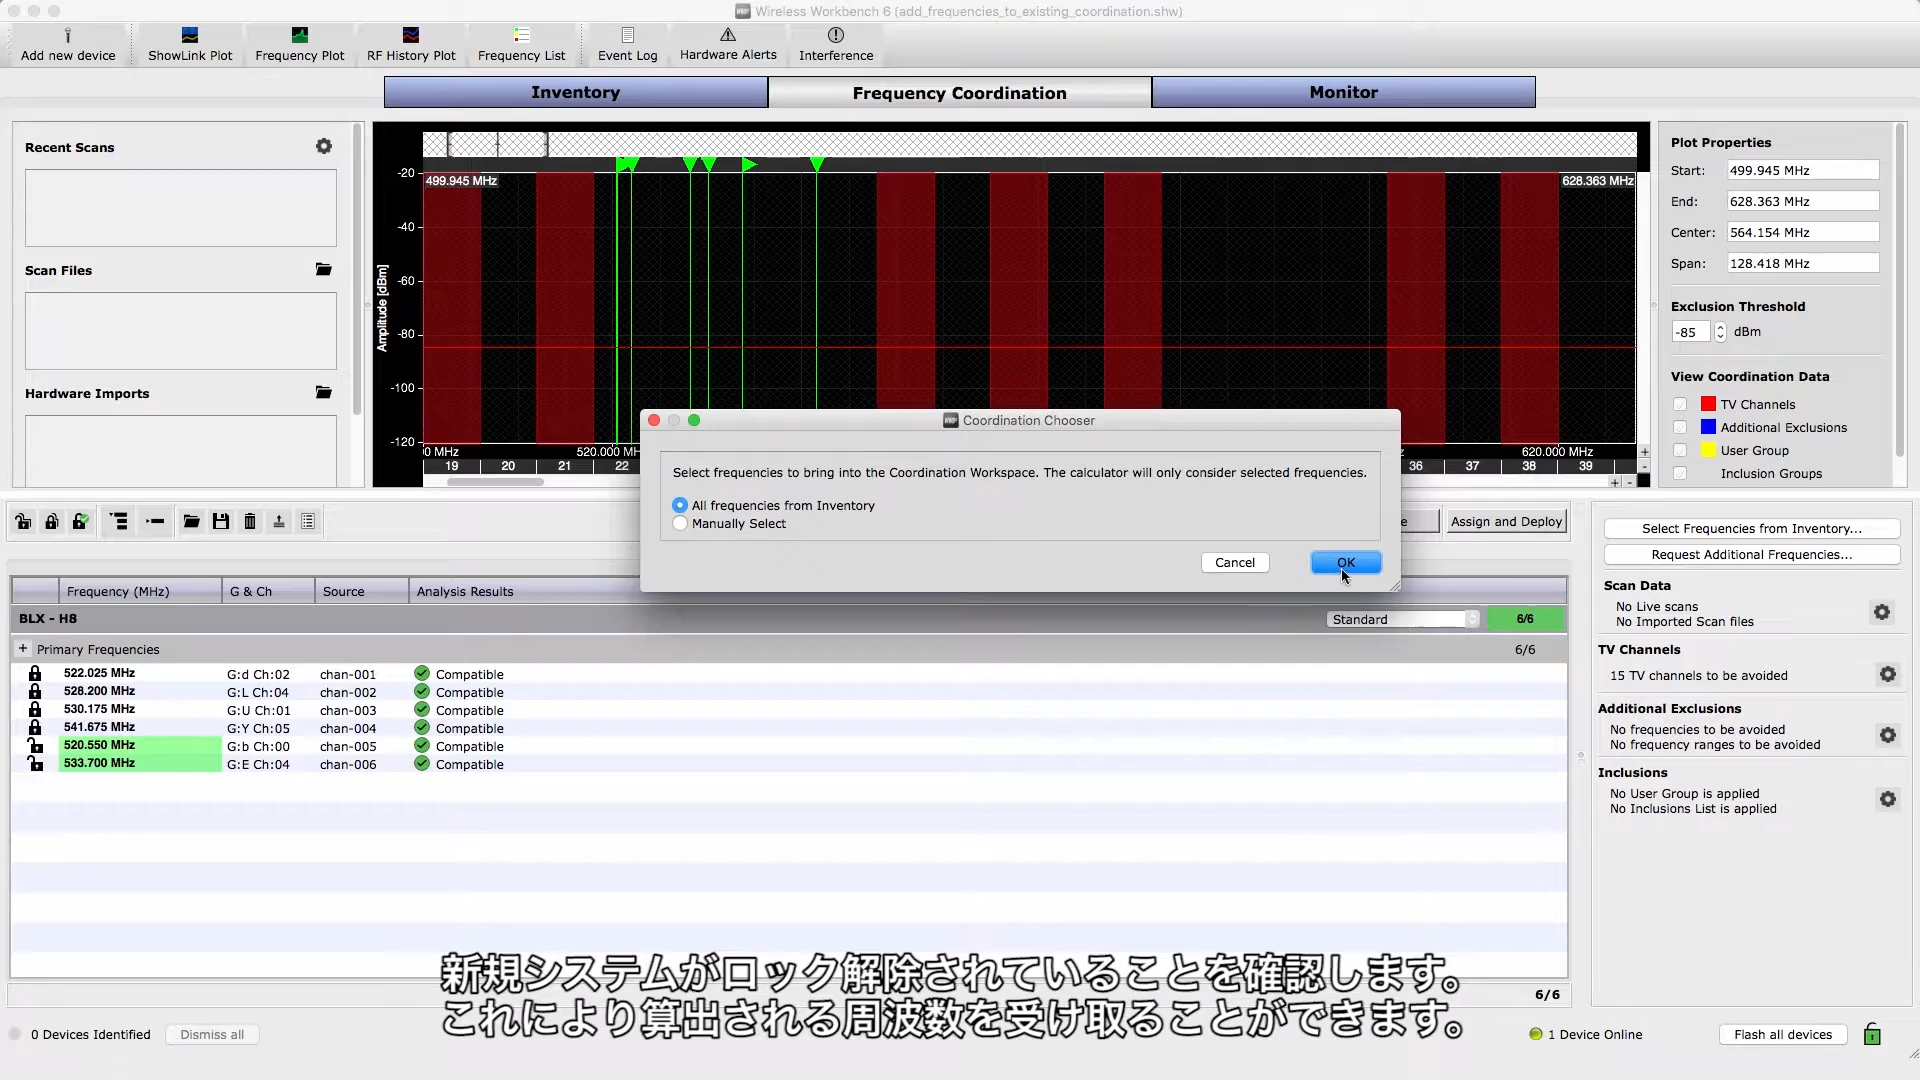 Wireless Workbench 6 (add_frequencies_to_existing_coordination.shw)
Add new device
ShowLink Plot
Frequency Plot
RF History Plot
Frequency List
Event Log
Hardware Alerts
Interference
Inventory
Frequency Coordination
Monitor
Recent Scans
Scan Files
Hardware Imports
Amplitude [dBm]
-20
-40
-60
-80
-100
-120
499.945 MHz
628.363 MHz
0 MHz
520.000 MH
620.000 MHz
19 20 21 22
36 37 38 39
Plot Properties
Start: 499.945 MHz
End: 628.363 MHz
Center: 564.154 MHz
Span: 128.418 MHz
Exclusion Threshold
-85 dBm
View Coordination Data
TV Channels
Additional Exclusions
User Group
Inclusion Groups
Coordination Chooser
Select frequencies to bring into the Coordination Workspace. The calculator will only consider selected frequencies.
All frequencies from Inventory
Manually Select
Cancel
OK
e
Assign and Deploy
Frequency (MHz) G & Ch Source Analysis Results
BLX - H8 Standard 6/6
+ Primary Frequencies 6/6
522.025 MHz G:d Ch:02 chan-001 Compatible
528.200 MHz G:L Ch:04 chan-002 Compatible
530.175 MHz G:U Ch:01 chan-003 Compatible
541.675 MHz G:Y Ch:05 chan-004 Compatible
520.550 MHz G:b Ch:00 chan-005 Compatible
533.700 MHz G:E Ch:04 chan-006 Compatible
6/6
Select Frequencies from Inventory...
Request Additional Frequencies...
Scan Data
No Live scans
No Imported Scan files
TV Channels
15 TV channels to be avoided
Additional Exclusions
No frequencies to be avoided
No frequency ranges to be avoided
Inclusions
No User Group is applied
No Inclusions List is applied
新規システムがロック解除されていることを確認します。
これにより算出される周波数を受け取ることができます。
0 Devices Identified
Dismiss all
1 Device Online
Flash all devices